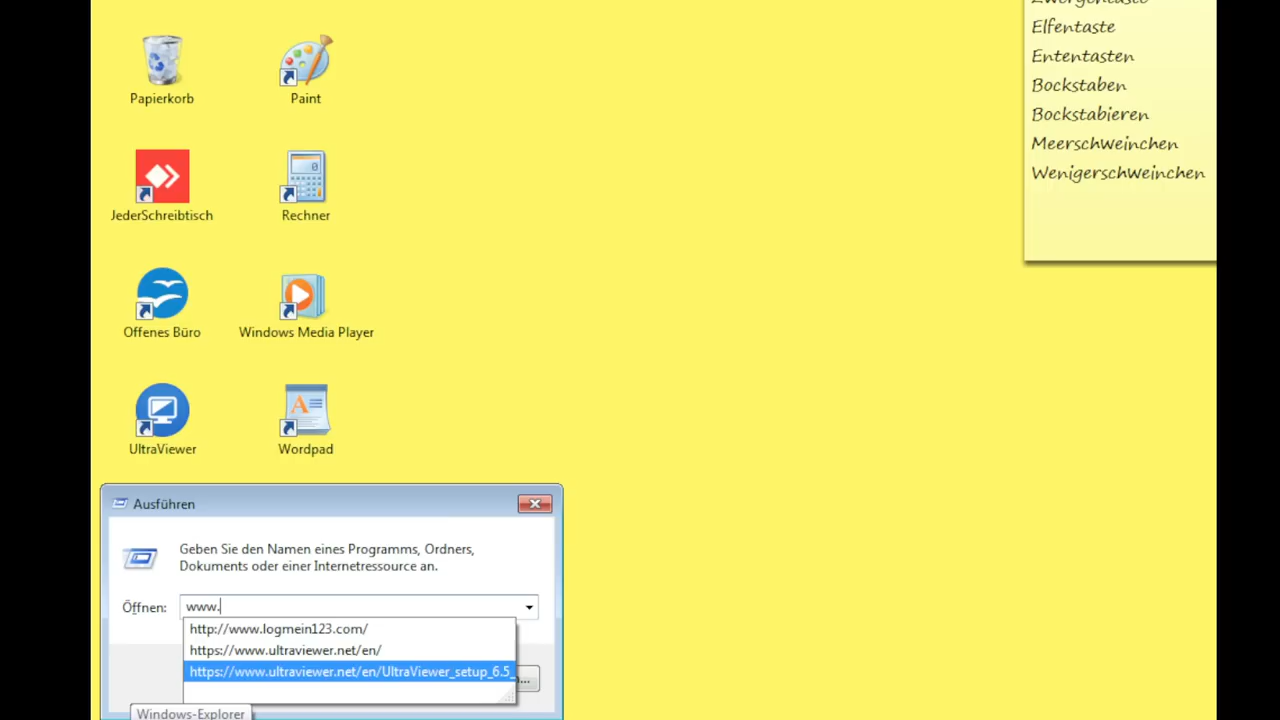 Zwergentaste
Elfentaste
Ententasten
Bockstaben
Bockstabieren
Meerschweinchen
Wenigerschweinchen
Papierkorb
Paint
JederSchreibtisch
Rechner
Offenes Büro
Windows Media Player
UltraViewer
Wordpad
Ausführen
Geben Sie den Namen eines Programms, Ordners,
Dokuments oder einer Internetressource an.
Öffnen:
www.
http://www.logmein123.com/
https://www.ultraviewer.net/en/
https://www.ultraviewer.net/en/UltraViewer_setup_6.5_
...
Windows-Explorer